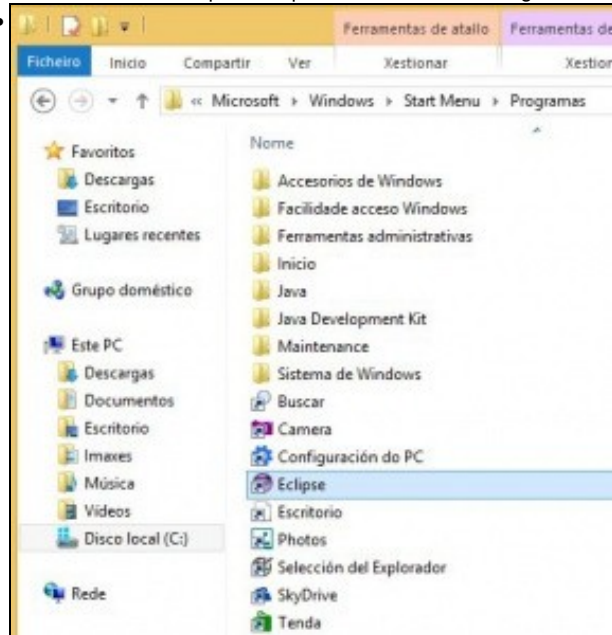 Ferramentas de atallo Ferramentas de
Ficheiro Inicio Compartir Ver Xestionar Xestion
« Microsoft Windows Start Menu Programas
Nome
Favoritos
Descargas
Escritorio
Lugares recentes
Grupo doméstico
Este PC
Descargas
Documentos
Escritorio
Imaxes
Música
Vídeos
Disco local (C:)
Rede
Accesorios de Windows
Facilidade acceso Windows
Ferramentas administrativas
Inicio
Java
Java Development Kit
Maintenance
Sistema de Windows
Buscar
Camera
Configuración do PC
Eclipse
Escritorio
Photos
Selección del Explorador
SkyDrive
Tenda